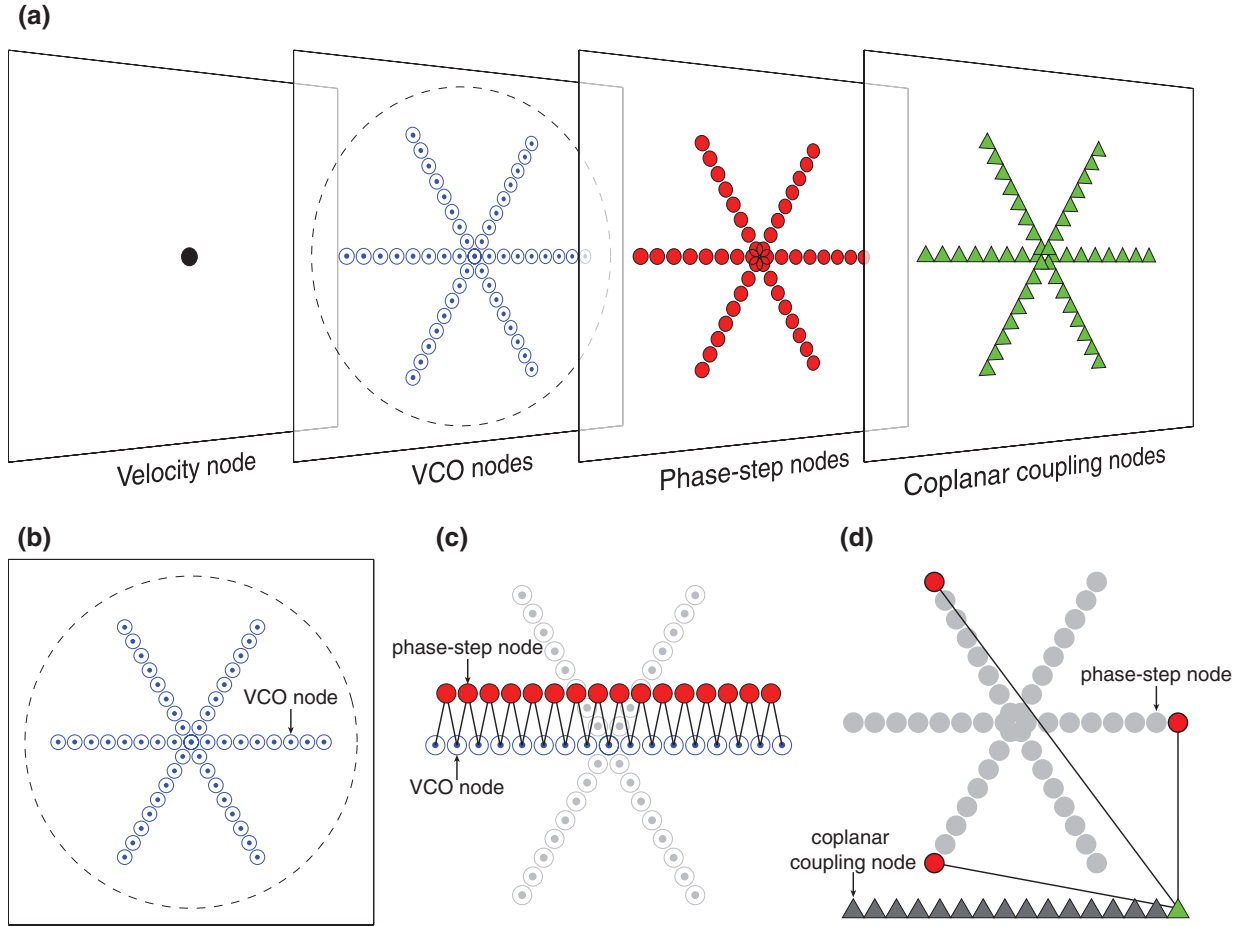 (a)
Velocity node
VCO nodes
Phase-step nodes
Coplanar coupling nodes
(b)
VCO node
(c)
phase-step node
VCO node
(d)
phase-step node
coplanar
coupling node